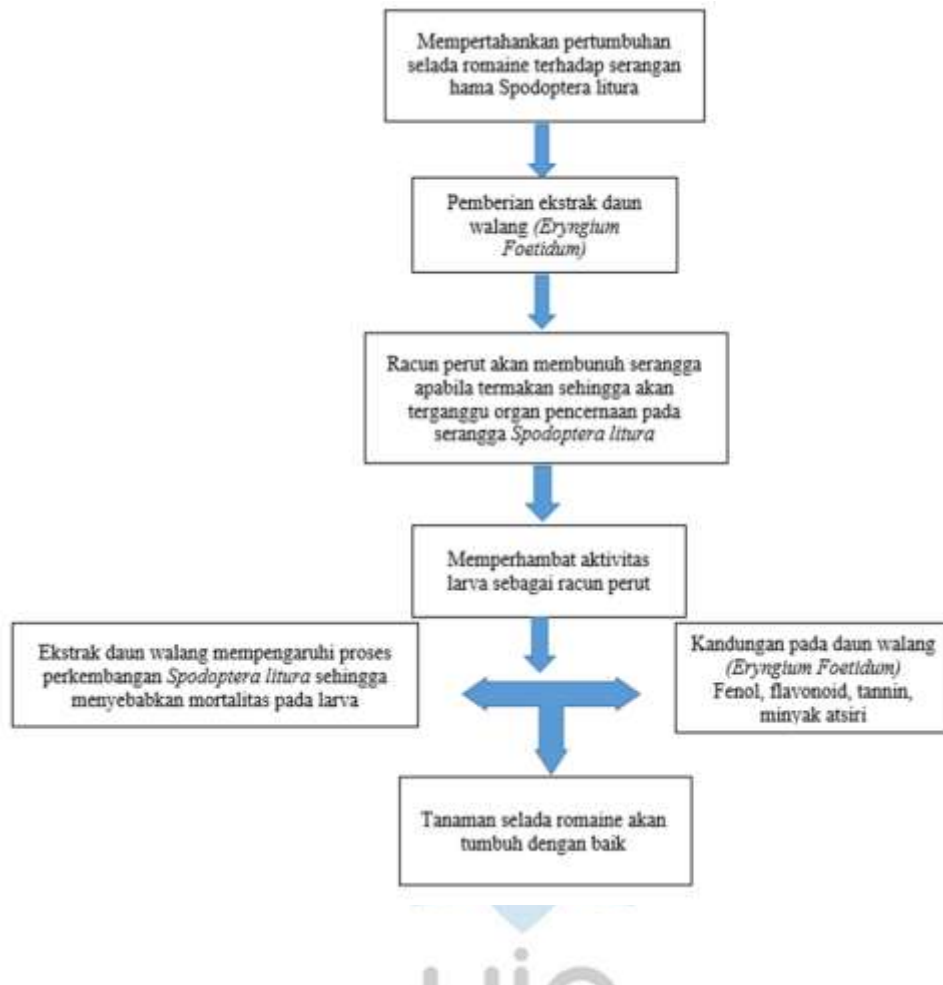 Mempertahankan pertumbuhan
selada romaine terhadap serangan
hama Spodoptera litura
Pemberian ekstrak daun
walang (Eryngium
Foetidum)
Racun perut akan membunuh serangga
apabila termakan sehingga akan
terganggu organ pencernaan pada
serangga Spodoptera litura
Memperhambat aktivitas
larva sebagai racun perut
Ekstrak daun walang mempengaruhi proses
perkembangan Spodoptera litura sehingga
menyebabkan mortalitas pada larva
Kandungan pada daun walang
(Eryngium Foetidum)
Fenol, flavonoid, tannin,
minyak atsiri
Tanaman selada romaine akan
tumbuh dengan baik